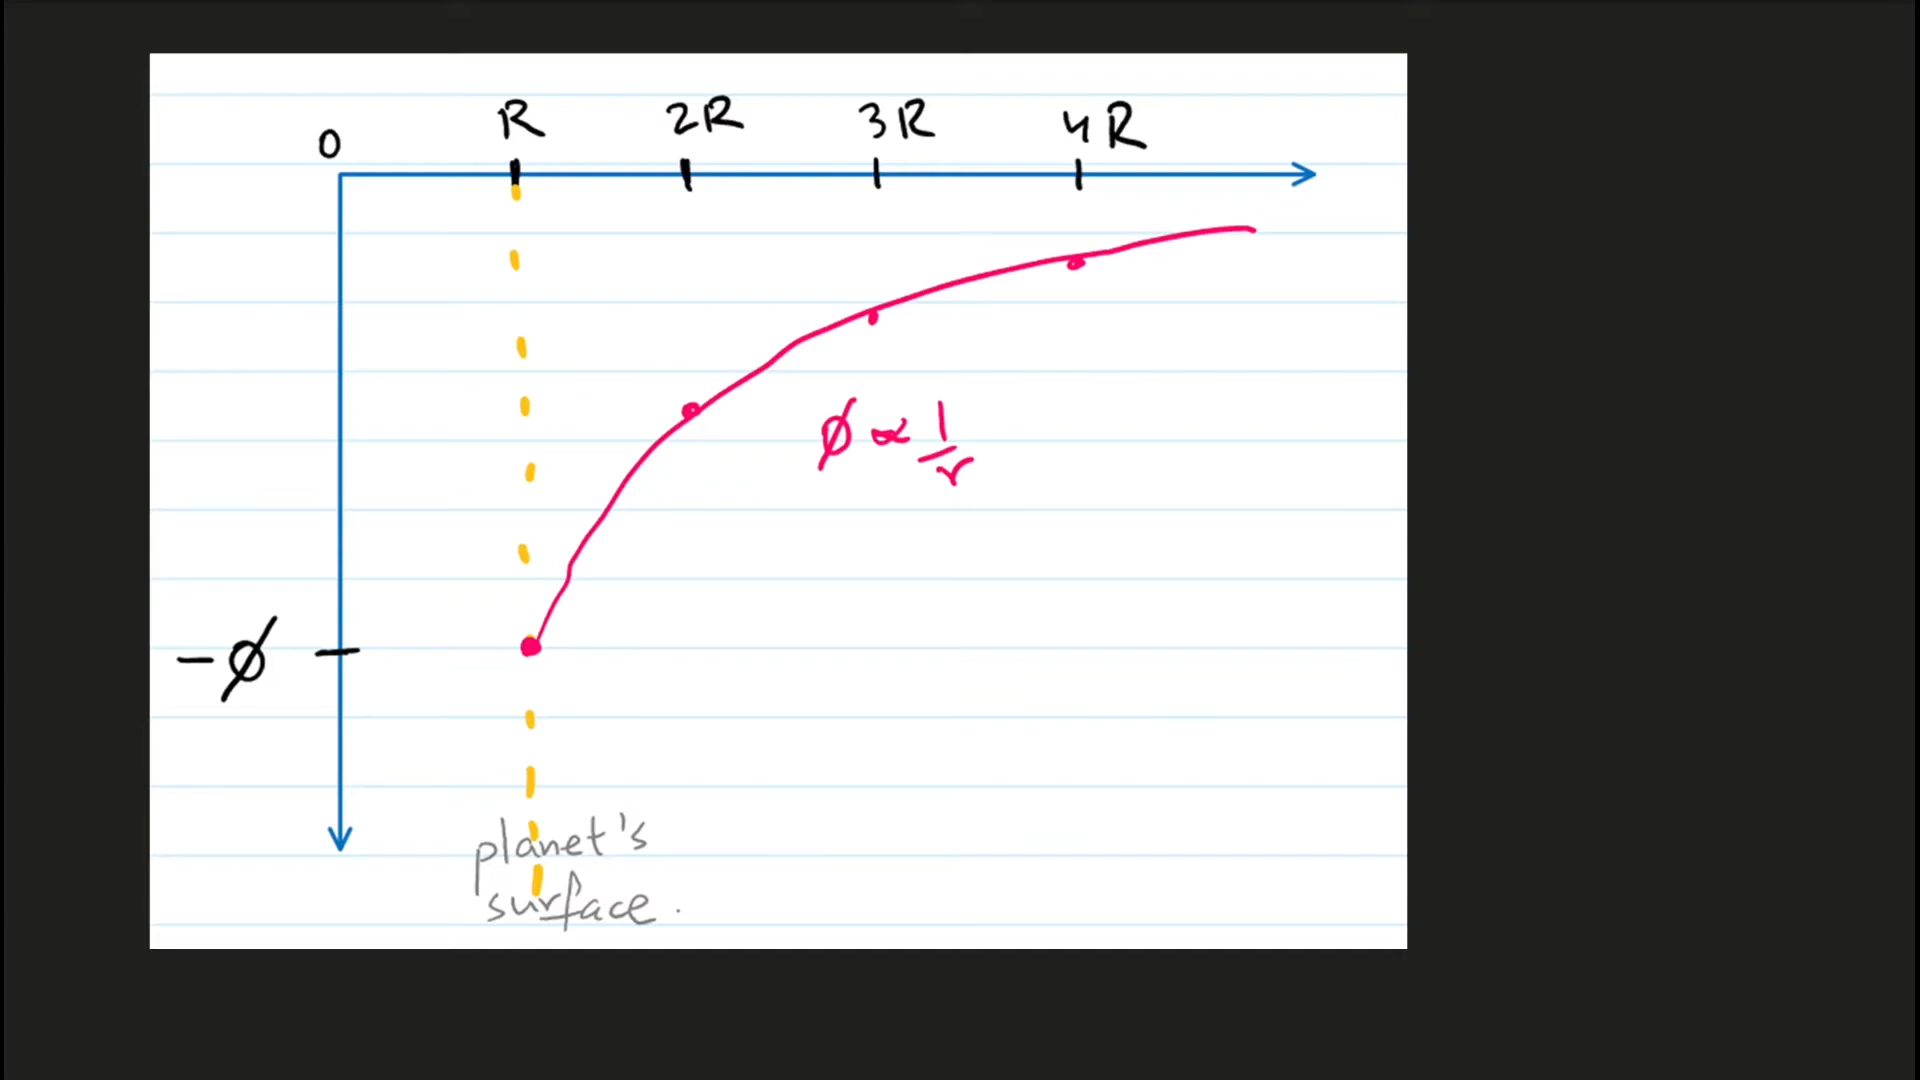 0 R 2R 3R 4R
ϕ ∝ 1/r
-ϕ
planet's
surface.